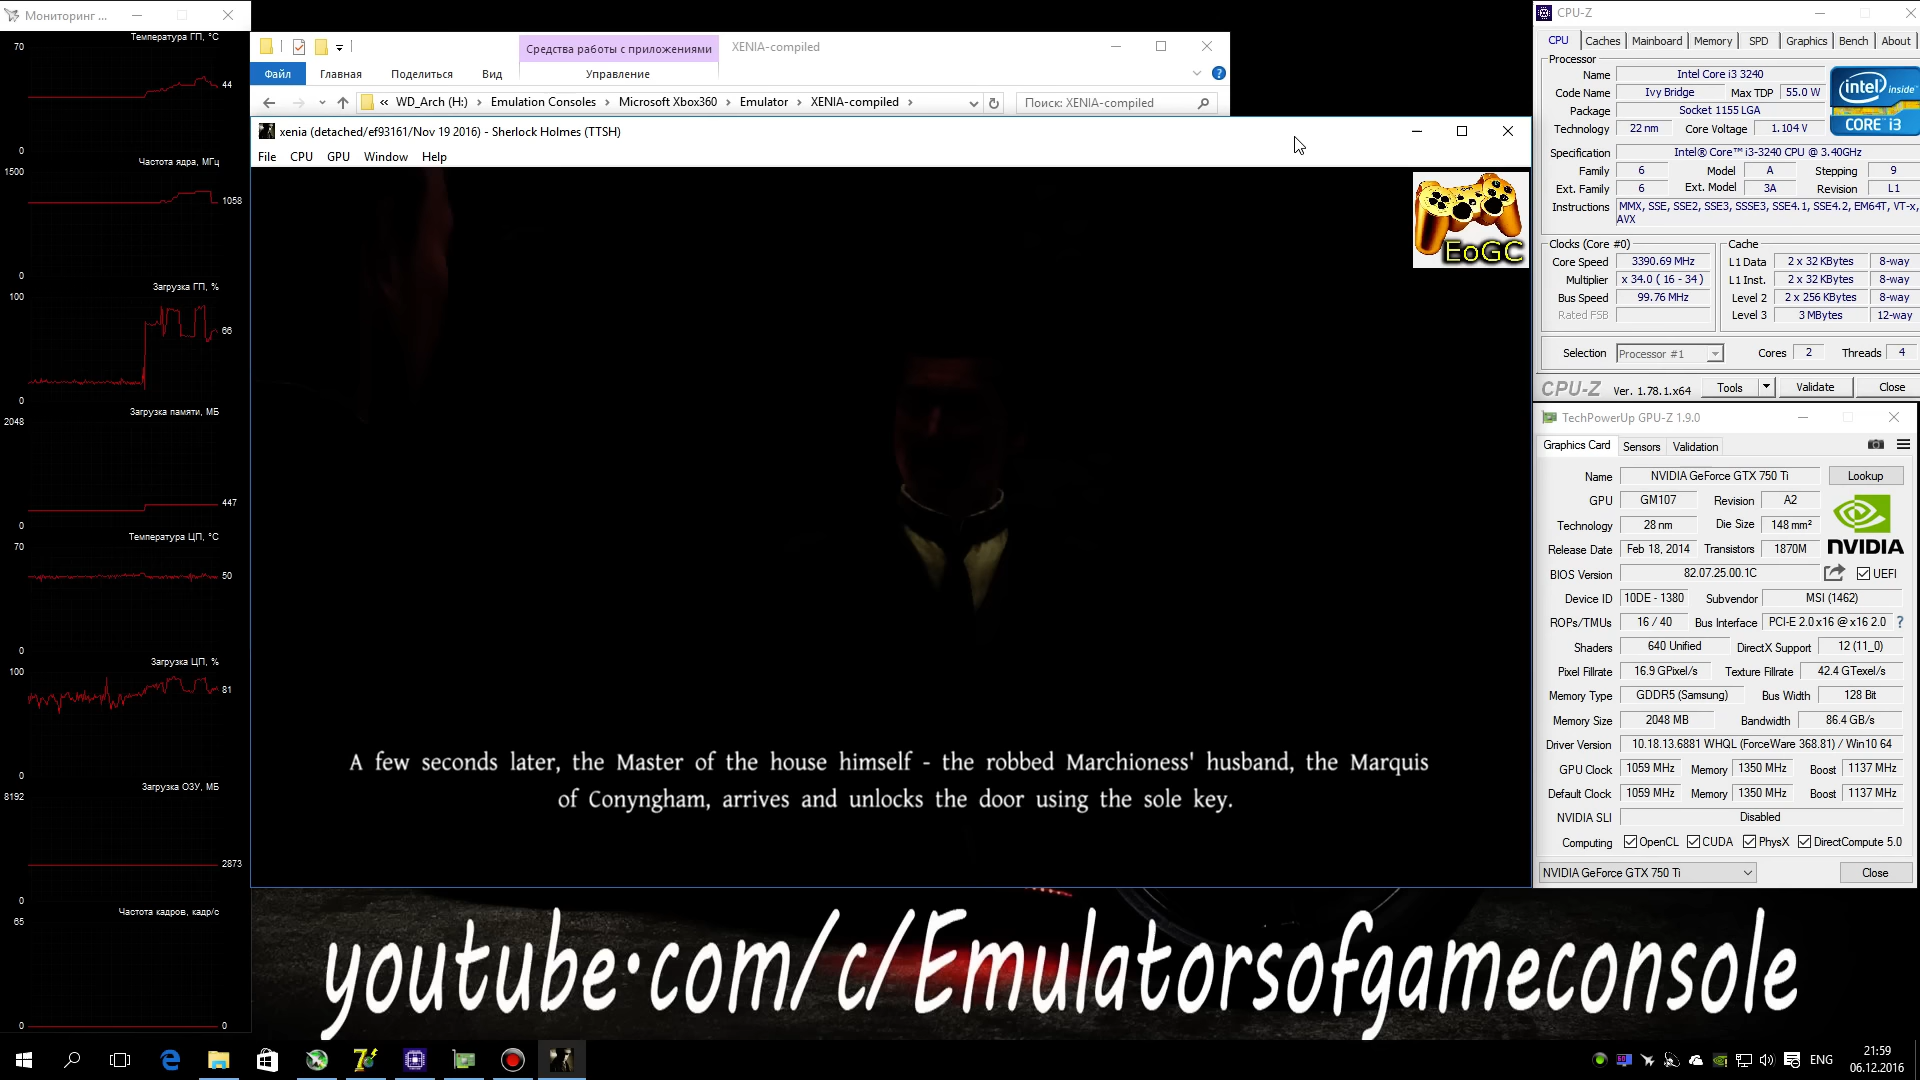 Мониторинг ...
Температура ГП, °C
70
44
0
Частота ядра, МГц
1500
1058
0
Загрузка ГП, %
100
66
0
Загрузка памяти, МБ
2048
447
0
Температура ЦП, °C
70
50
0
Загрузка ЦП, %
100
81
0
Загрузка ОЗУ, МБ
8192
2873
0
Частота кадров, кадр/с
65
0
0
Средства работы с приложениями
XENIA-compiled
Файл Главная Поделиться Вид Управление
« WD_Arch (H:) Emulation Consoles Microsoft Xbox360 Emulator XENIA-compiled
Поиск: XENIA-compiled
xenia (detached/ef93161/Nov 19 2016) - Sherlock Holmes (TTSH)
File CPU GPU Window Help
EoGC
A few seconds later, the Master of the house himself - the robbed Marchioness' husband, the Marquis
of Conyngham, arrives and unlocks the door using the sole key.
CPU-Z
CPU Caches Mainboard Memory SPD Graphics Bench About
Processor
Name Intel Core i3 3240
Code Name Ivy Bridge Max TDP 55.0 W
Package Socket 1155 LGA
Technology 22 nm Core Voltage 1.104 V
intel inside™
CORE i3
Specification Intel® Core™ i3-3240 CPU @ 3.40GHz
Family 6 Model A Stepping 9
Ext. Family 6 Ext. Model 3A Revision L1
Instructions MMX, SSE, SSE2, SSE3, SSSE3, SSE4.1, SSE4.2, EM64T, VT-x,
AVX
Clocks (Core #0) Cache
Core Speed 3390.69 MHz L1 Data 2 x 32 KBytes 8-way
Multiplier x 34.0 ( 16 - 34 ) L1 Inst. 2 x 32 KBytes 8-way
Bus Speed 99.76 MHz Level 2 2 x 256 KBytes 8-way
Rated FSB Level 3 3 MBytes 12-way
Selection Processor #1 Cores 2 Threads 4
CPU-Z Ver. 1.78.1.x64 Tools Validate Close
TechPowerUp GPU-Z 1.9.0
Graphics Card Sensors Validation
Name NVIDIA GeForce GTX 750 Ti Lookup
GPU GM107 Revision A2
Technology 28 nm Die Size 148 mm²
Release Date Feb 18, 2014 Transistors 1870M
NVIDIA
BIOS Version 82.07.25.00.1C UEFI
Device ID 10DE - 1380 Subvendor MSI (1462)
ROPs/TMUs 16 / 40 Bus Interface PCI-E 2.0 x16 @ x16 2.0 ?
Shaders 640 Unified DirectX Support 12 (11_0)
Pixel Fillrate 16.9 GPixel/s Texture Fillrate 42.4 GTexel/s
Memory Type GDDR5 (Samsung) Bus Width 128 Bit
Memory Size 2048 MB Bandwidth 86.4 GB/s
Driver Version 10.18.13.6881 WHQL (ForceWare 368.81) / Win10 64
GPU Clock 1059 MHz Memory 1350 MHz Boost 1137 MHz
Default Clock 1059 MHz Memory 1350 MHz Boost 1137 MHz
NVIDIA SLI Disabled
Computing OpenCL CUDA PhysX DirectCompute 5.0
NVIDIA GeForce GTX 750 Ti Close
youtube.com/c/Emulatorsofgameconsole
ENG
21:59
06.12.2016